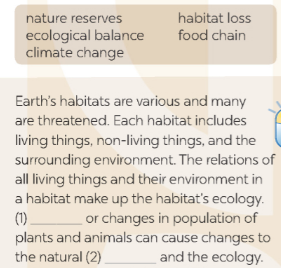 nature reserves habitat loss
ecological balance food chain
climate change
Earth's habitats are various and many
are threatened. Each habitat includes
living things, non-living things, and the
surrounding environment. The relations of
all living things and their environment in
a habitat make up the habitat's ecology.
(1) ________ or changes in population of
plants and animals can cause changes to
the natural (2) ________ and the ecology.